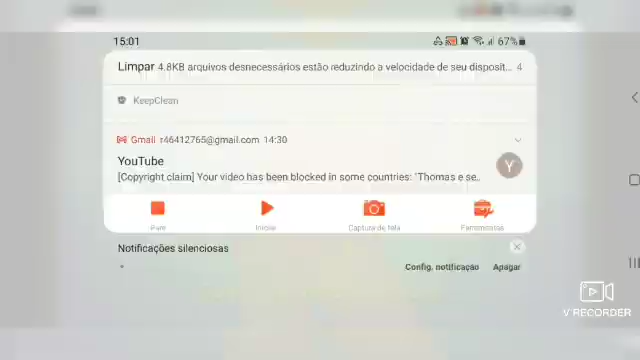 15:01 67%
Limpar 4.8KB arquivos desnecessários estão reduzindo a velocidade de seu disposit... 4
KeepClean
Gmail r46412765@gmail.com 14:30
YouTube
Y
[Copyright claim] Your video has been blocked in some countries: "Thomas e se..
Iniciar
Captura de tela
Ferramentas
Notificações silenciosas
Config. notificação Apagar
V RECORDER